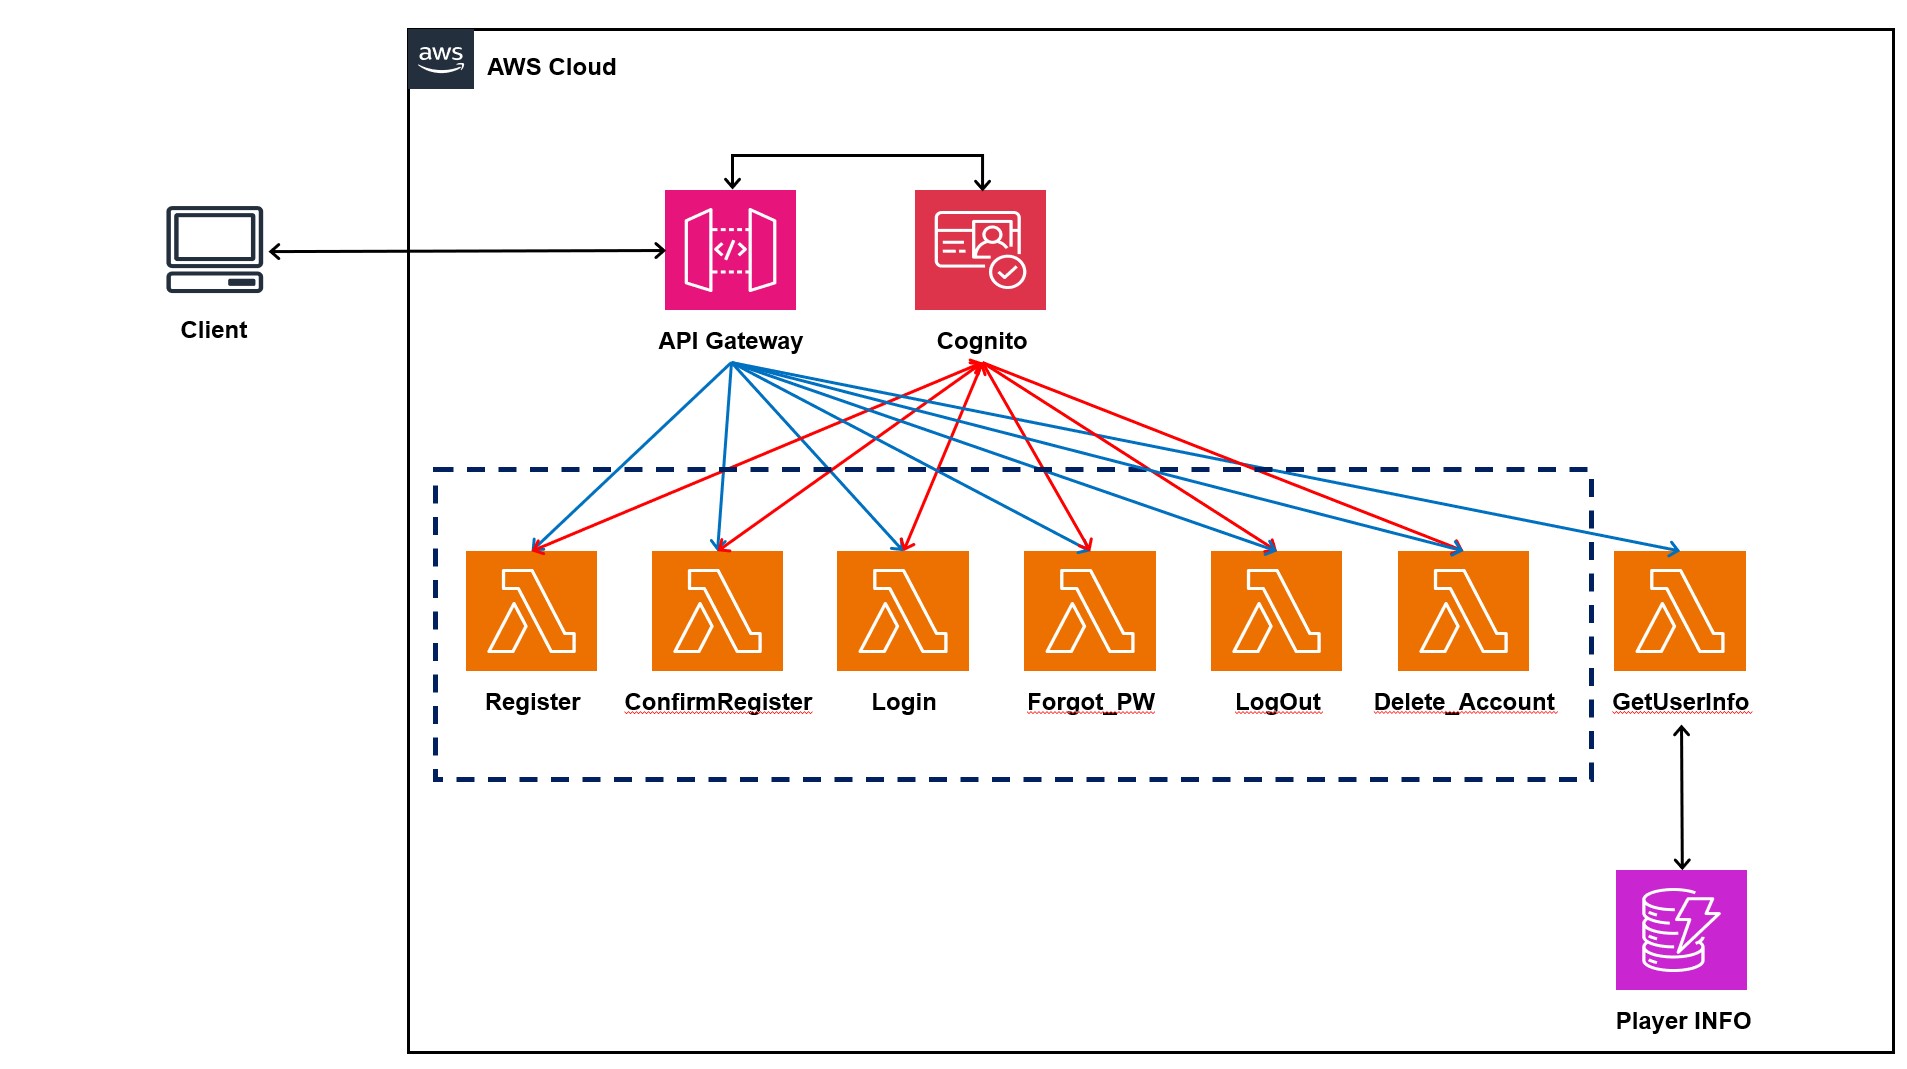 aws
AWS Cloud
Client
API Gateway
Cognito
Register
ConfirmRegister
Login
Forgot_PW
LogOut
Delete_Account
GetUserInfo
Player INFO